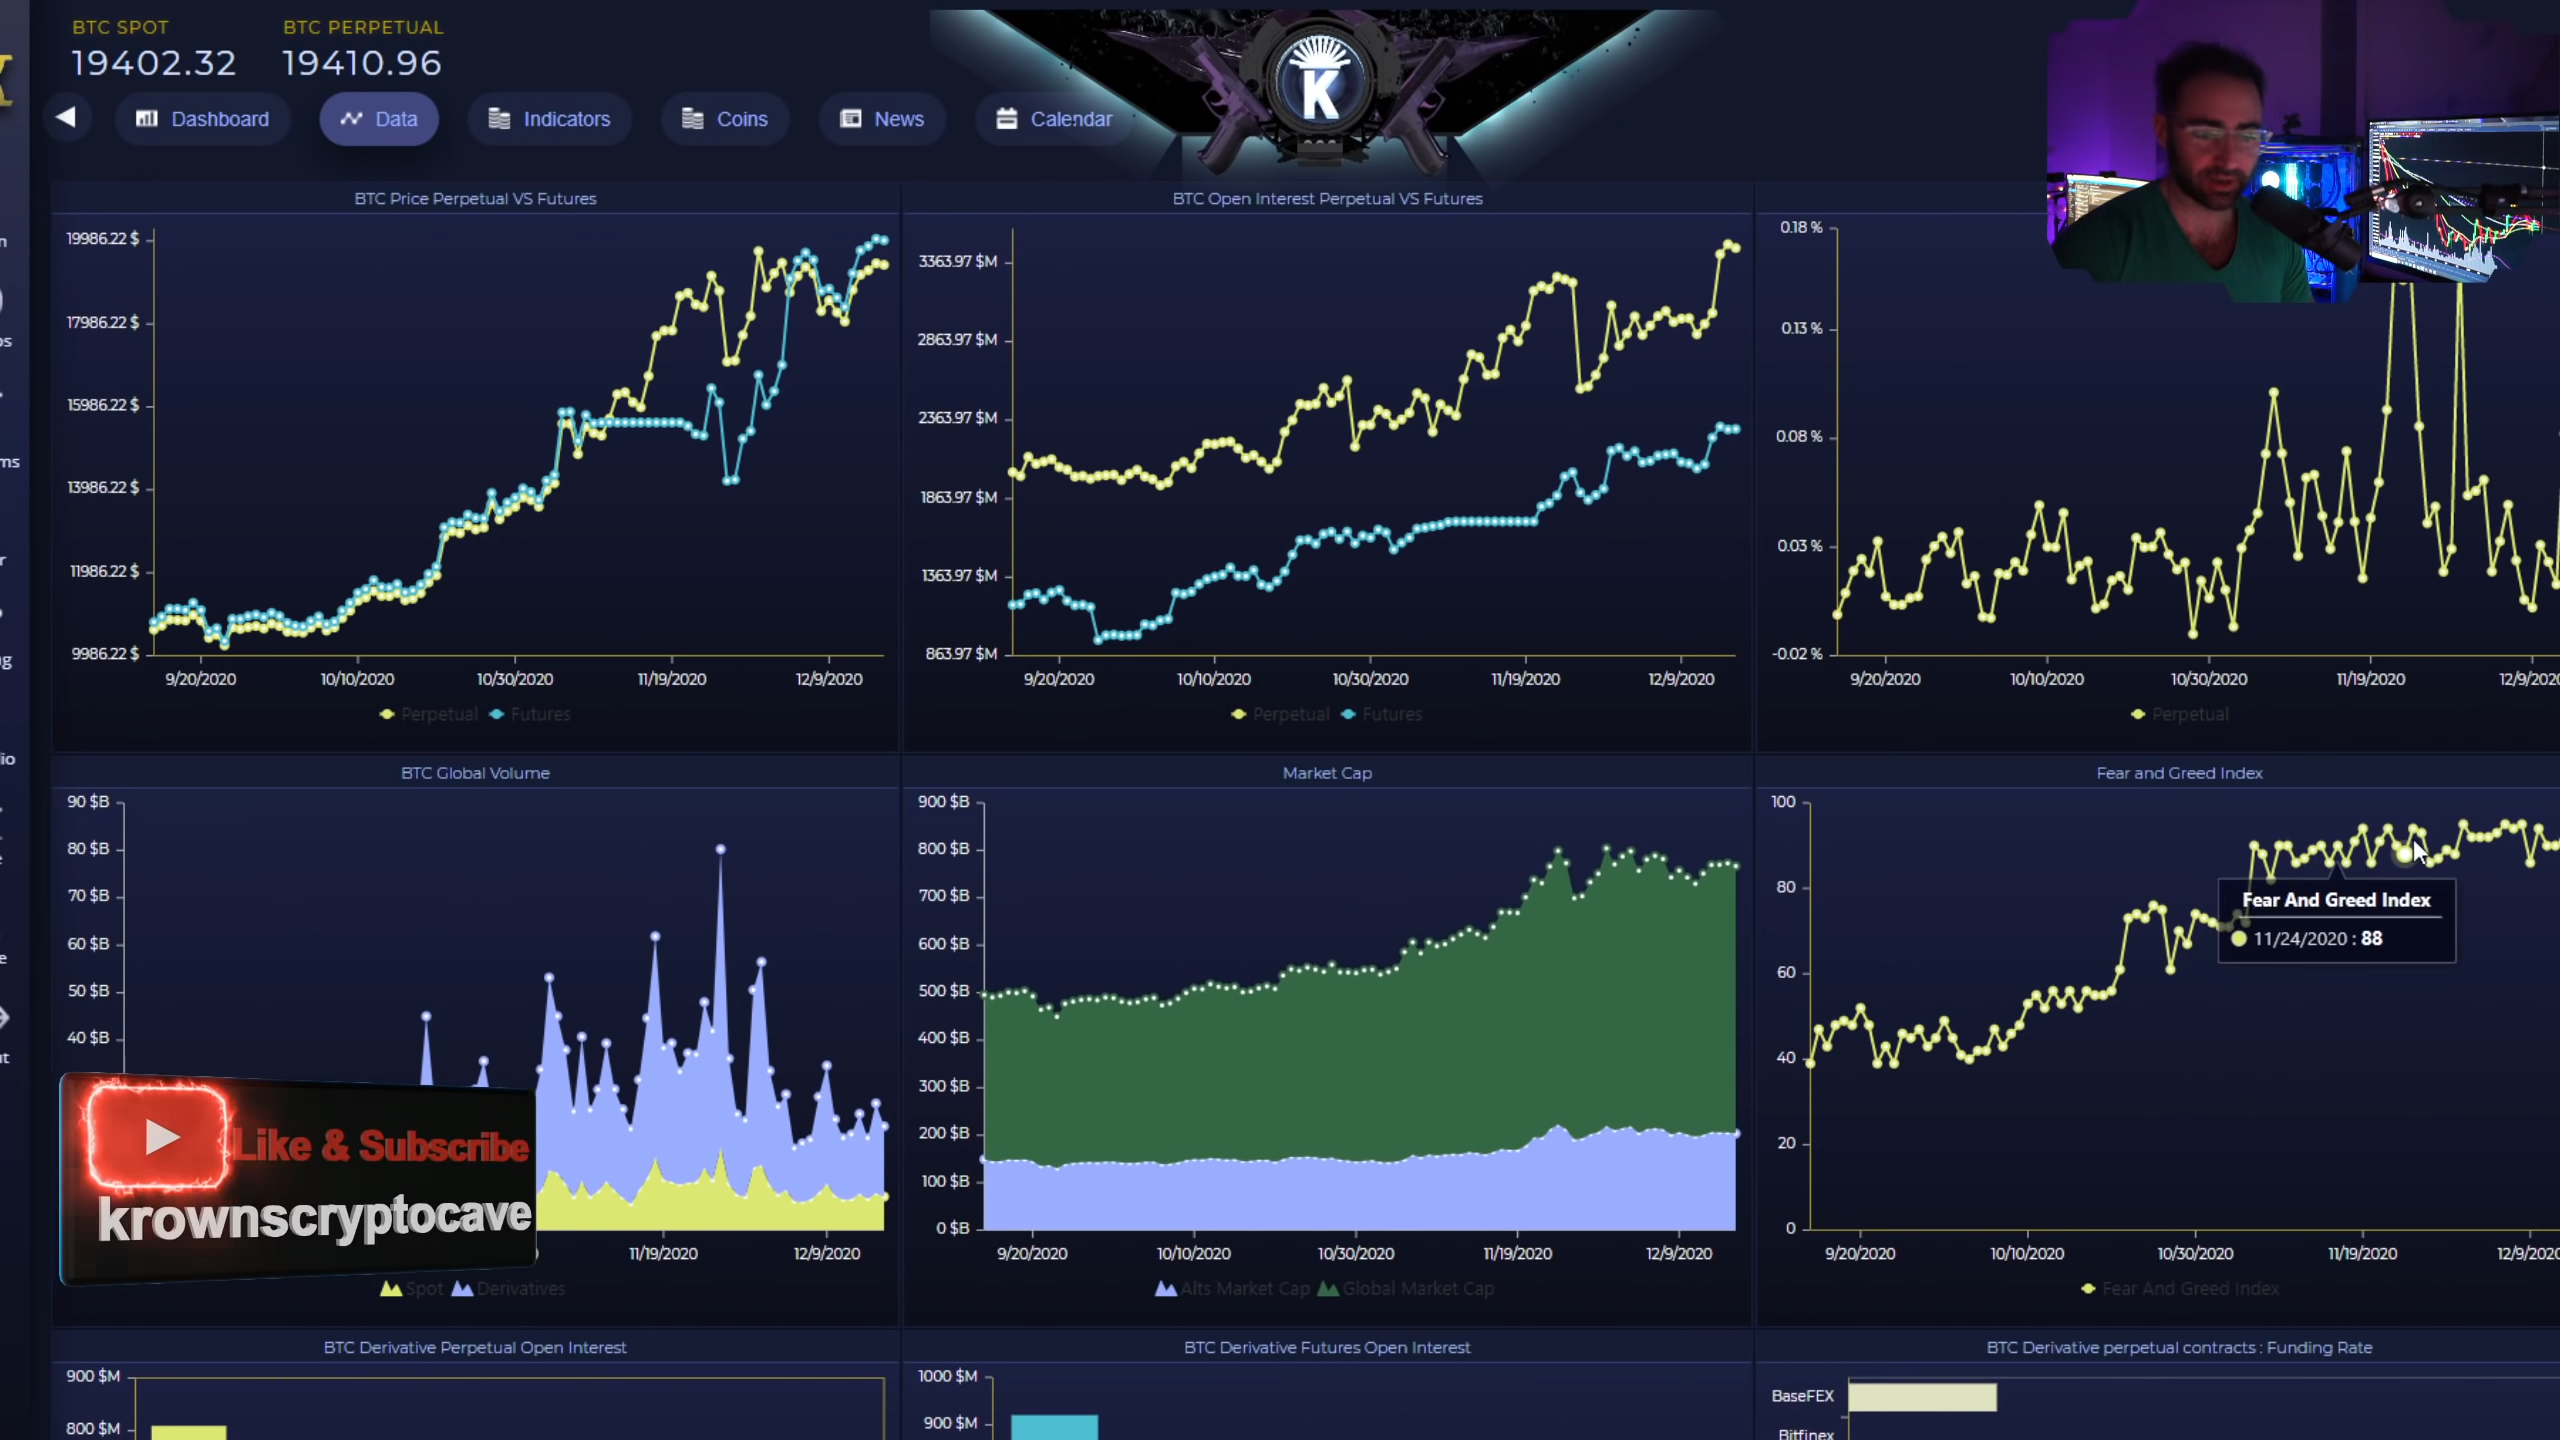 BTC SPOT
19402.32
BTC PERPETUAL
19410.96
K
Dashboard
Data
Indicators
Coins
News
Calendar
BTC Price Perpetual VS Futures
19986.22 $
17986.22 $
15986.22 $
13986.22 $
11986.22 $
9986.22 $
9/20/2020 10/10/2020 10/30/2020 11/19/2020 12/9/2020
Perpetual Futures
BTC Open Interest Perpetual VS Futures
3363.97 $M
2863.97 $M
2363.97 $M
1863.97 $M
1363.97 $M
863.97 $M
9/20/2020 10/10/2020 10/30/2020 11/19/2020 12/9/2020
Perpetual Futures
0.18 %
0.13 %
0.08 %
0.03 %
-0.02 %
9/20/2020 10/10/2020 10/30/2020 11/19/2020 12/9/202
Perpetual
BTC Global Volume
90 $B
80 $B
70 $B
60 $B
50 $B
40 $B
11/19/2020 12/9/2020
Spot Derivatives
Like & Subscribe
krownscryptocave
Market Cap
900 $B
800 $B
700 $B
600 $B
500 $B
400 $B
300 $B
200 $B
100 $B
0 $B
9/20/2020 10/10/2020 10/30/2020 11/19/2020 12/9/2020
Alts Market Cap Global Market Cap
Fear and Greed Index
100
80
60
40
20
0
Fear And Greed Index
11/24/2020 : 88
9/20/2020 10/10/2020 10/30/2020 11/19/2020 12/9/202
Fear And Greed Index
BTC Derivative Perpetual Open Interest
900 $M
800 $M
BTC Derivative Futures Open Interest
1000 $M
900 $M
BTC Derivative perpetual contracts : Funding Rate
BaseFEX
Bitfinex